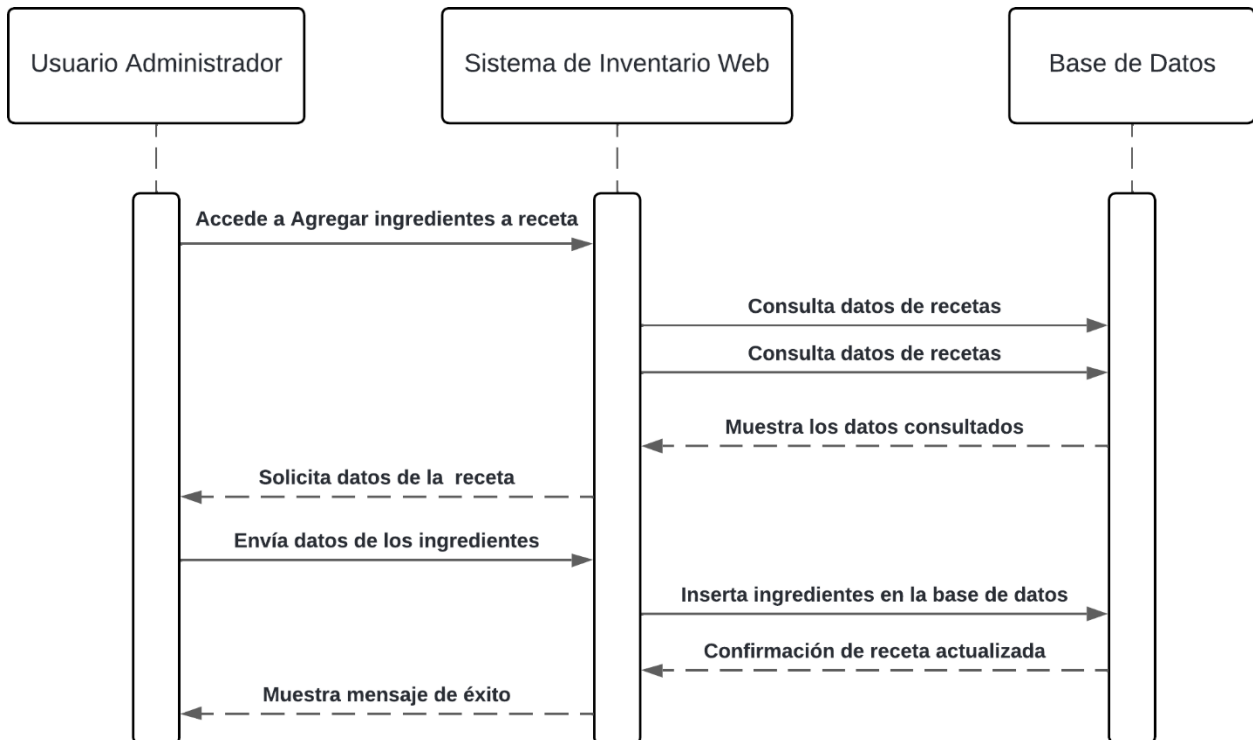 Usuario Administrador
Sistema de Inventario Web
Base de Datos
Accede a Agregar ingredientes a receta
Consulta datos de recetas
Consulta datos de recetas
Muestra los datos consultados
Solicita datos de la receta
Envía datos de los ingredientes
Inserta ingredientes en la base de datos
Confirmación de receta actualizada
Muestra mensaje de éxito